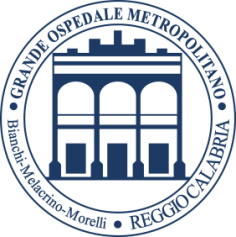 GRANDE OSPEDALE METROPOLITANO
Bianchi-Melacrino-Morelli
REGGIO CALABRIA